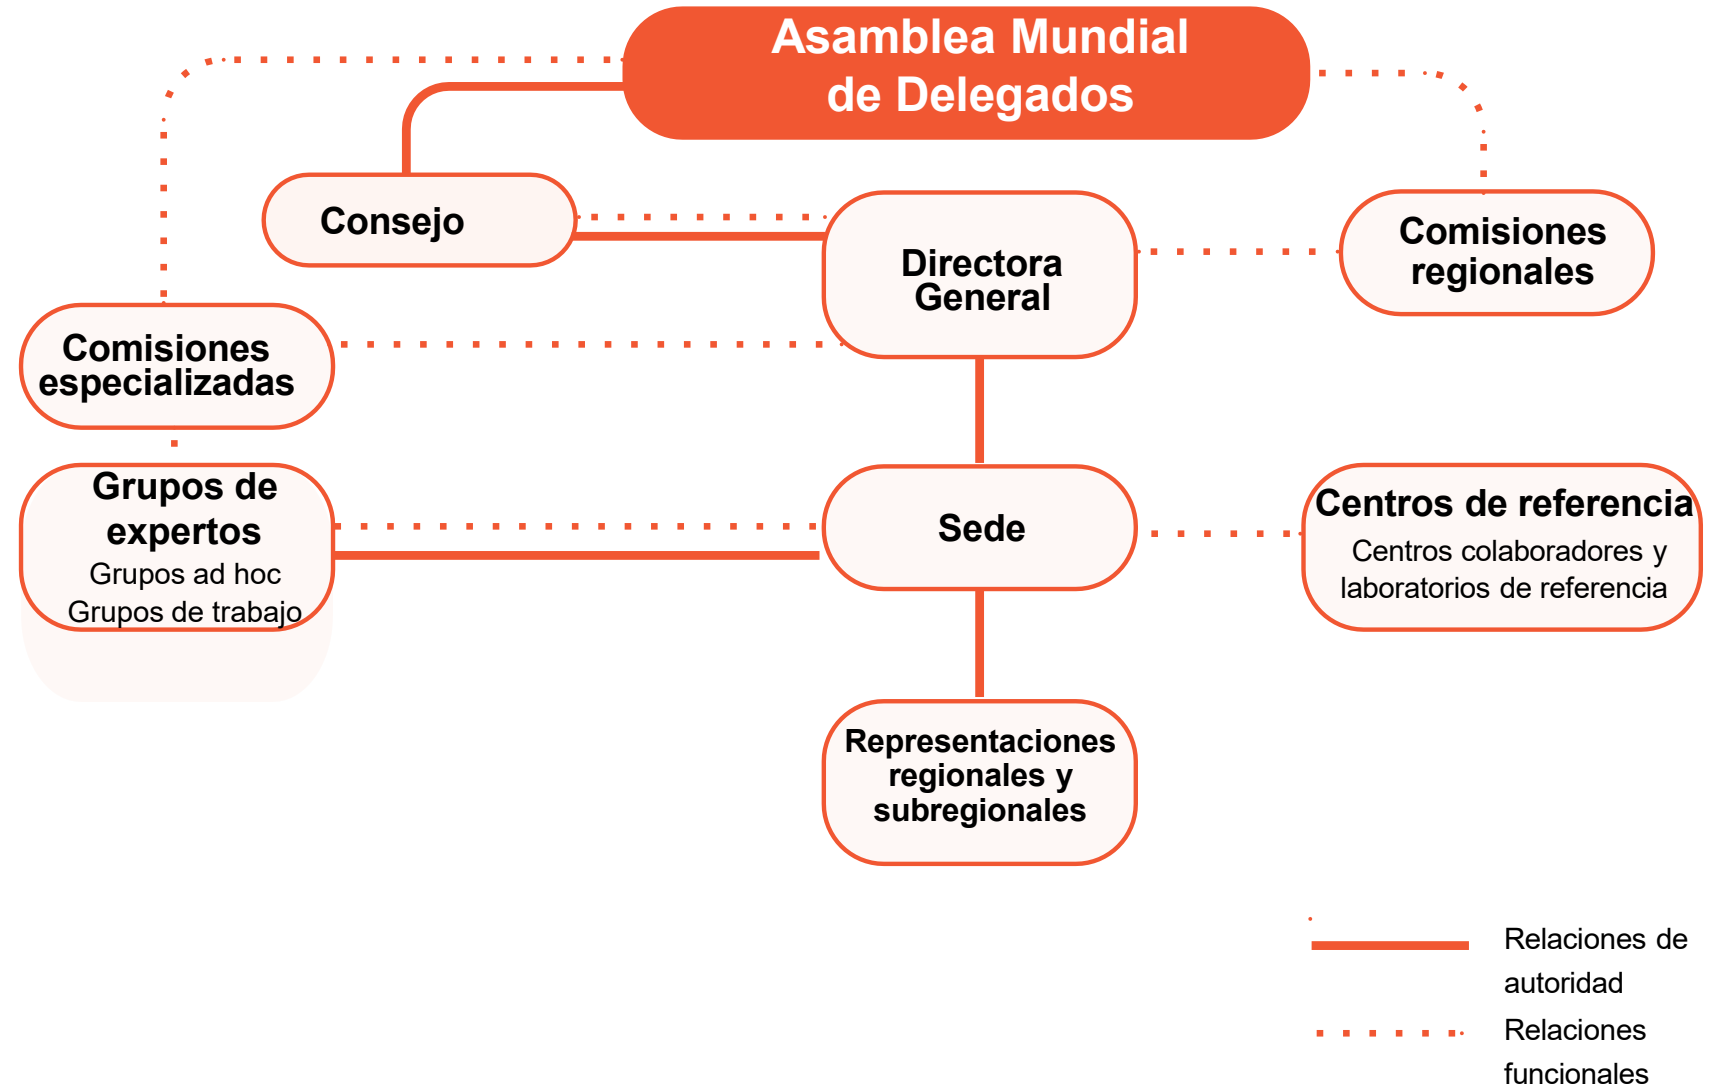 Asamblea Mundial
de Delegados
Consejo
Directora
General
Comisiones
regionales
Comisiones
especializadas
Grupos de
expertos
Grupos ad hoc
Grupos de trabajo
Sede
Centros de referencia
Centros colaboradores y
laboratorios de referencia
Representaciones
regionales y
subregionales
Relaciones de
autoridad
Relaciones
funcionales